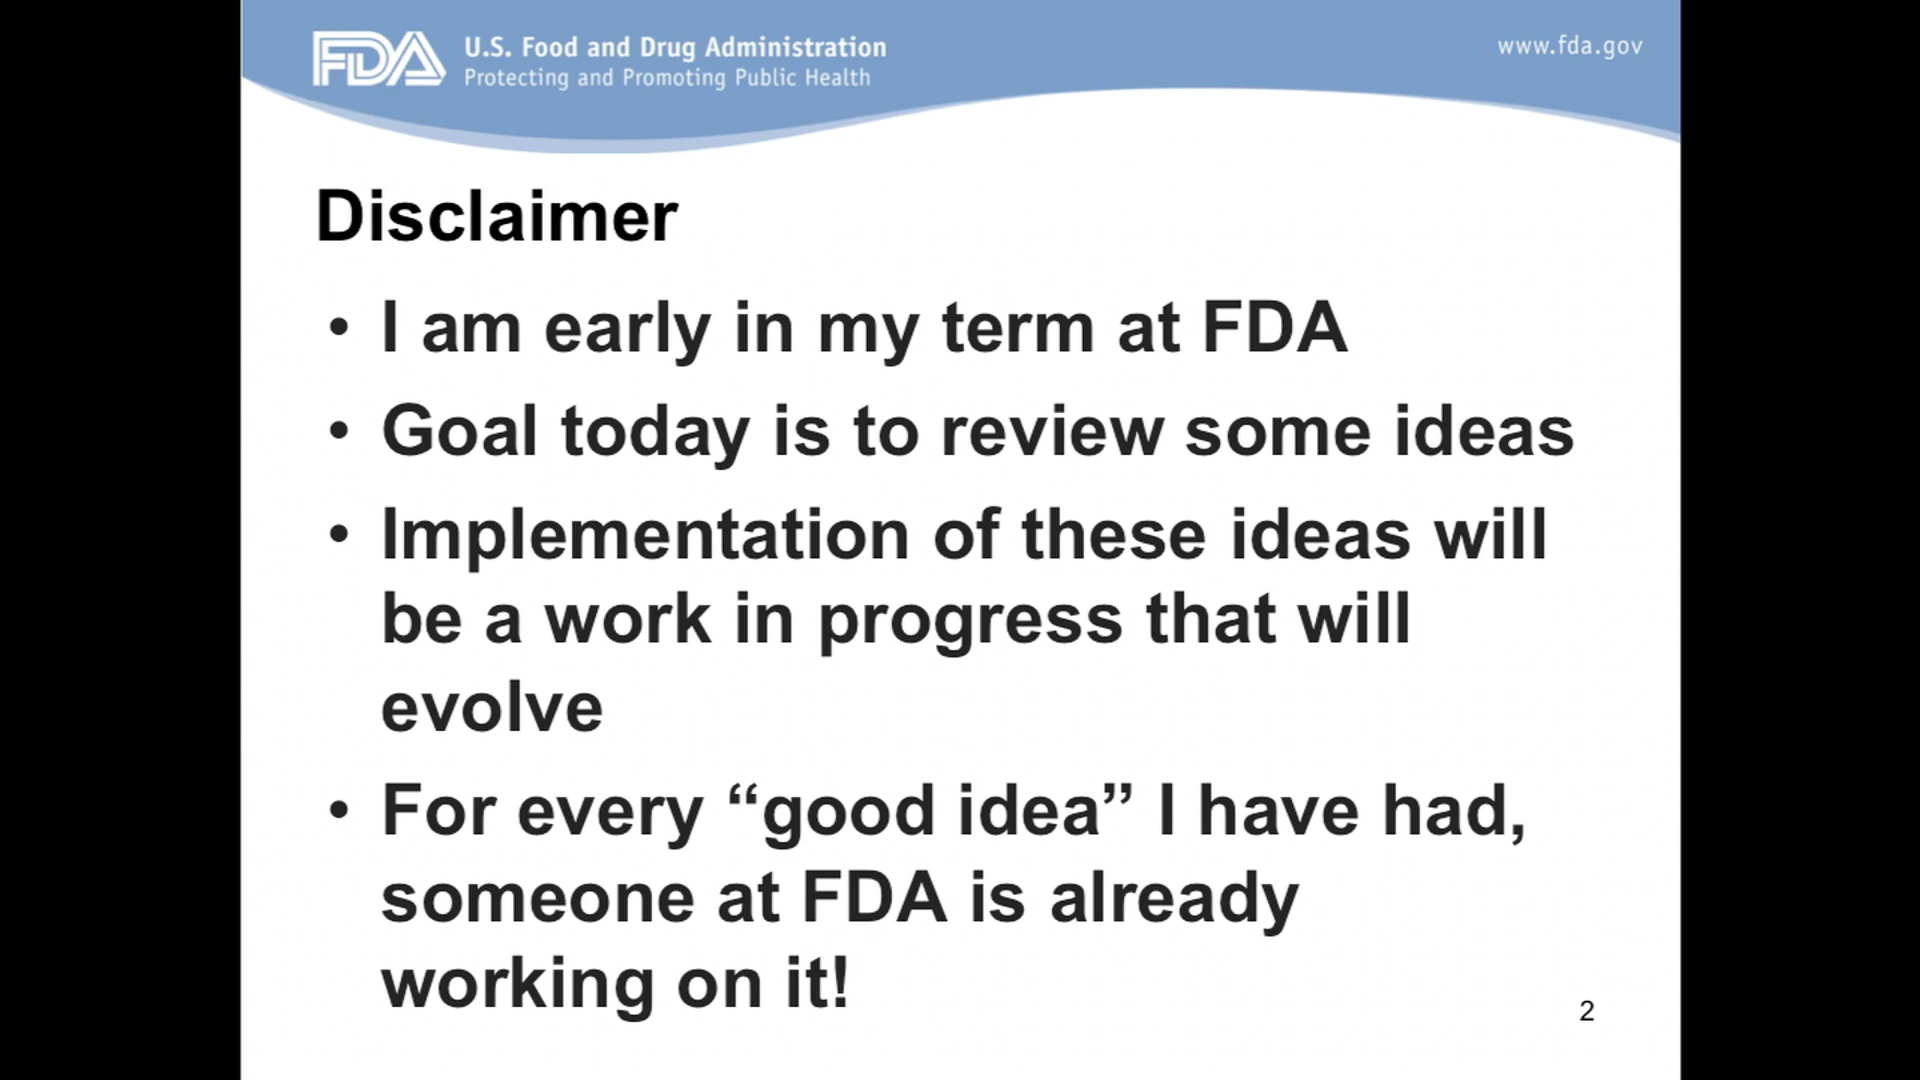 FDA
U.S. Food and Drug Administration
Protecting and Promoting Public Health
www.fda.gov
Disclaimer
• I am early in my term at FDA
• Goal today is to review some ideas
• Implementation of these ideas will
be a work in progress that will
evolve
• For every “good idea” I have had,
someone at FDA is already
working on it!
2